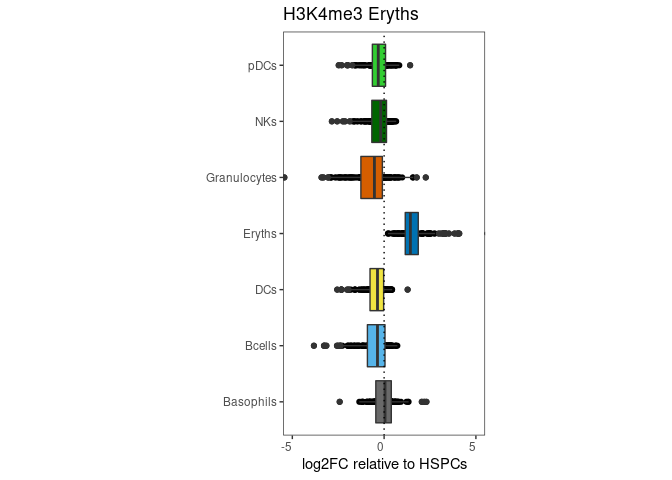 H3K4me3 Eryths
pDCs
NKs
Granulocytes
Eryths
DCs
Bcells
Basophils
-5 0 5
log2FC relative to HSPCs